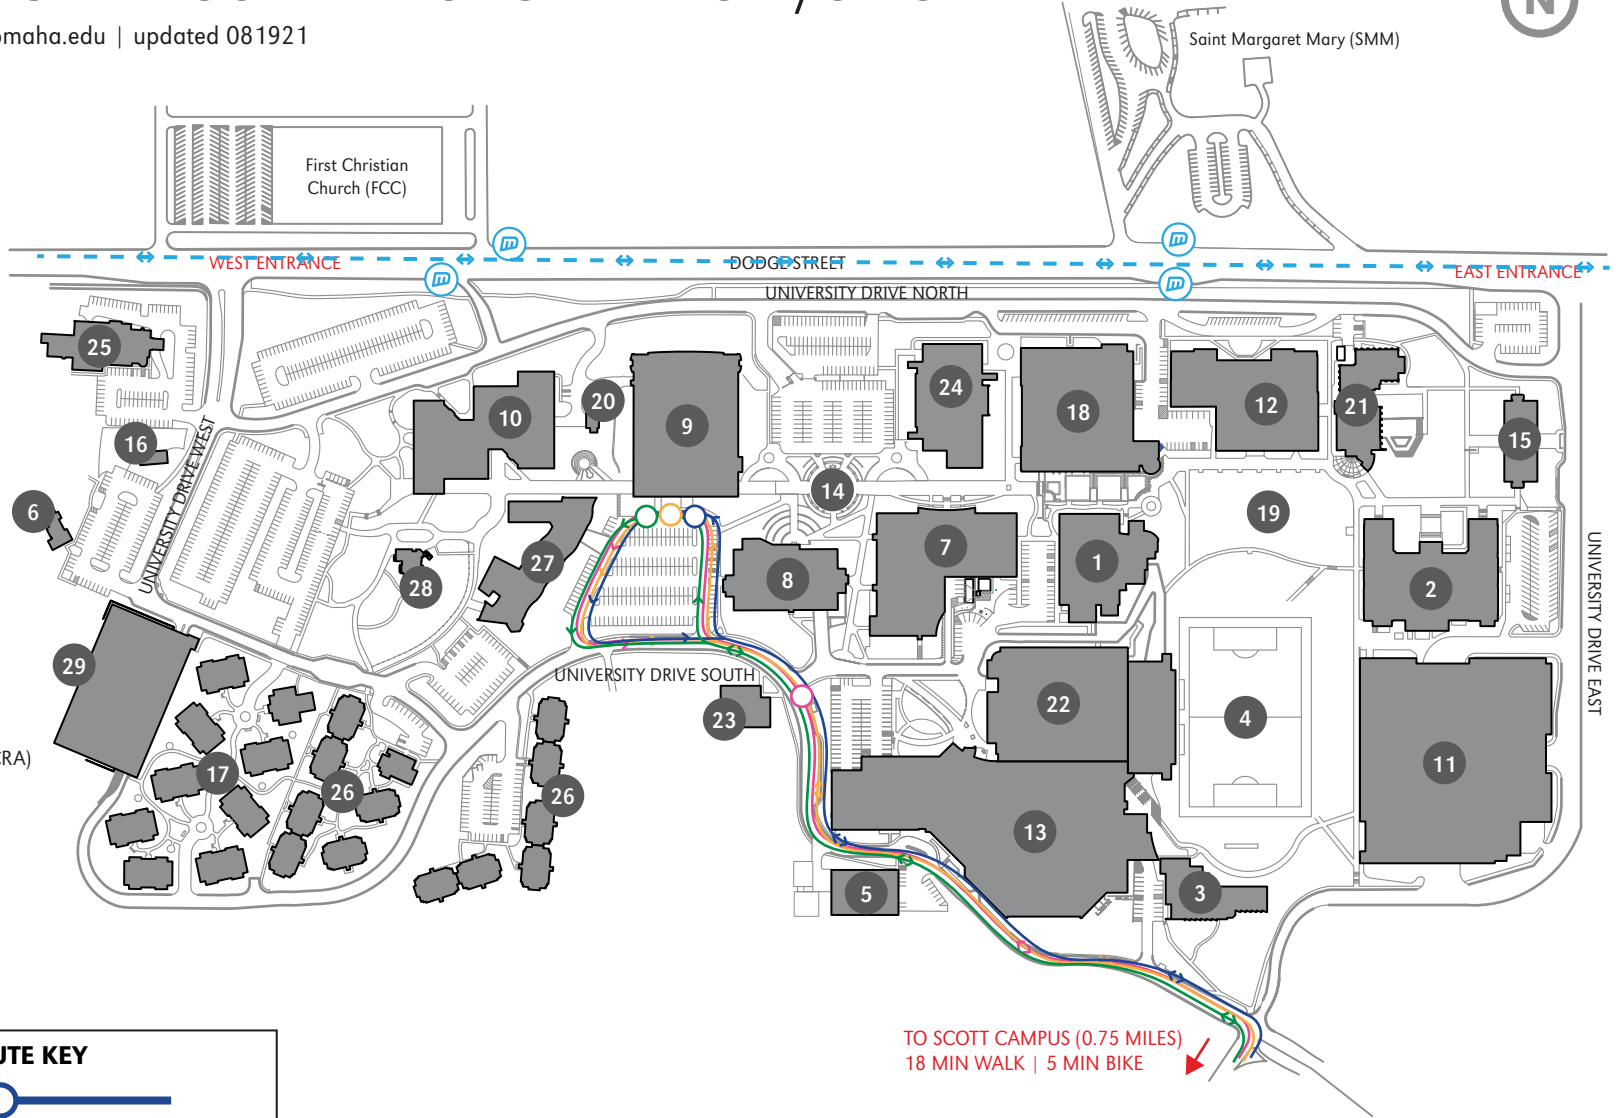 omaha.edu | updated 081921
N
Saint Margaret Mary (SMM)
First Christian
Church (FCC)
WEST ENTRANCE
DODGE STREET
EAST ENTRANCE
UNIVERSITY DRIVE NORTH
25
10
20
9
24
18
12
21
15
16
UNIVERSITY DRIVE WEST
14
6
19
27
28
8
7
1
2
UNIVERSITY DRIVE EAST
29
UNIVERSITY DRIVE SOUTH
23
22
4
11
CRA)
17
26
26
13
5
3
TO SCOTT CAMPUS (0.75 MILES)
18 MIN WALK | 5 MIN BIKE
UTE KEY